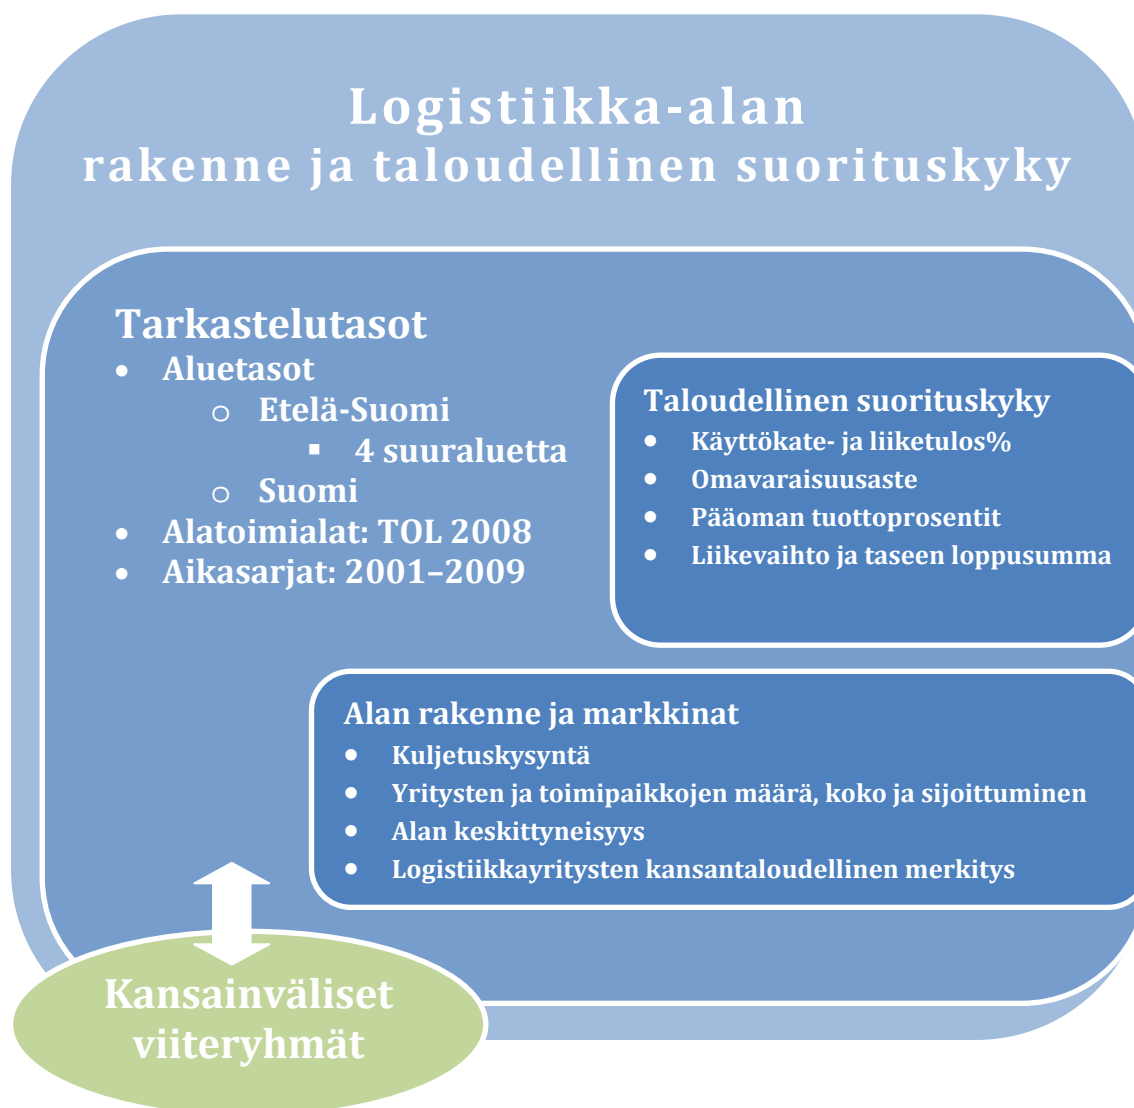 Logistiikka-alan
rakenne ja taloudellinen suorituskyky
Tarkastelutasot
• Aluetasot
o Etelä-Suomi
▪ 4 suuraluetta
o Suomi
• Alatoimialat: TOL 2008
• Aikasarjat: 2001–2009
Taloudellinen suorituskyky
• Käyttökate- ja liiketulos%
• Omavaraisuusaste
• Pääoman tuottoprosentit
• Liikevaihto ja taseen loppusumma
Alan rakenne ja markkinat
• Kuljetuskysyntä
• Yritysten ja toimipaikkojen määrä, koko ja sijoittuminen
• Alan keskittyneisyys
• Logistiikkayritysten kansantaloudellinen merkitys
Kansainväliset
viiteryhmät